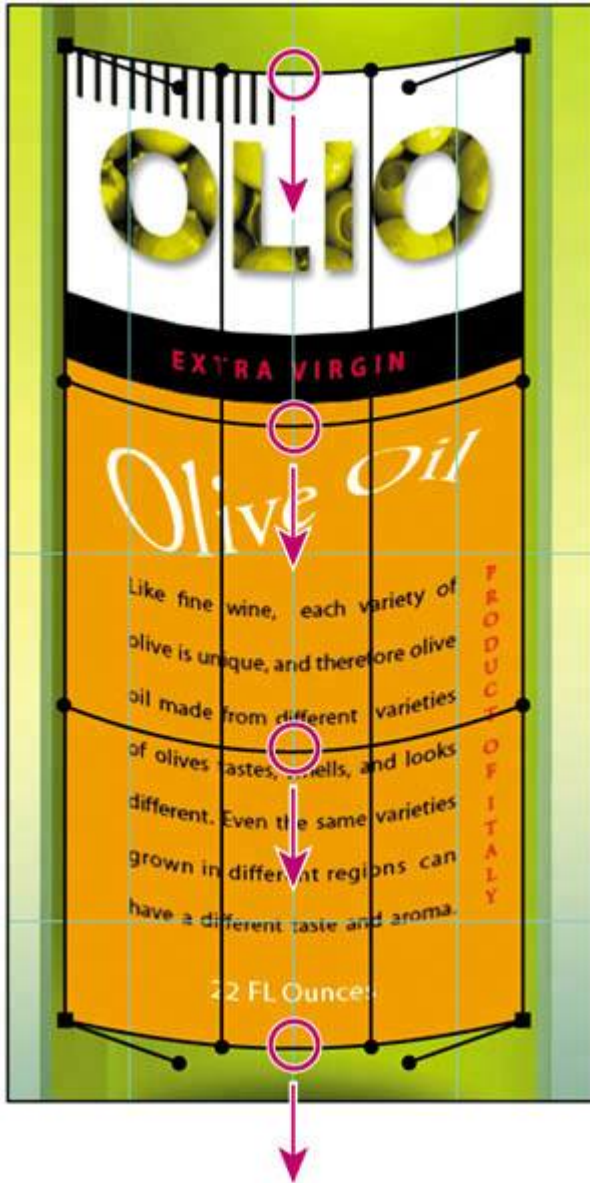 OLIO
EXTRA VIRGIN
Olive Oil
Like fine wine, each variety of
olive is unique, and therefore olive
oil made from different varieties
of olives tastes, smells, and looks
different. Even the same varieties
grown in different regions can
have a different taste and aroma.
PRODUCT OF ITALY
22 FL Ounces